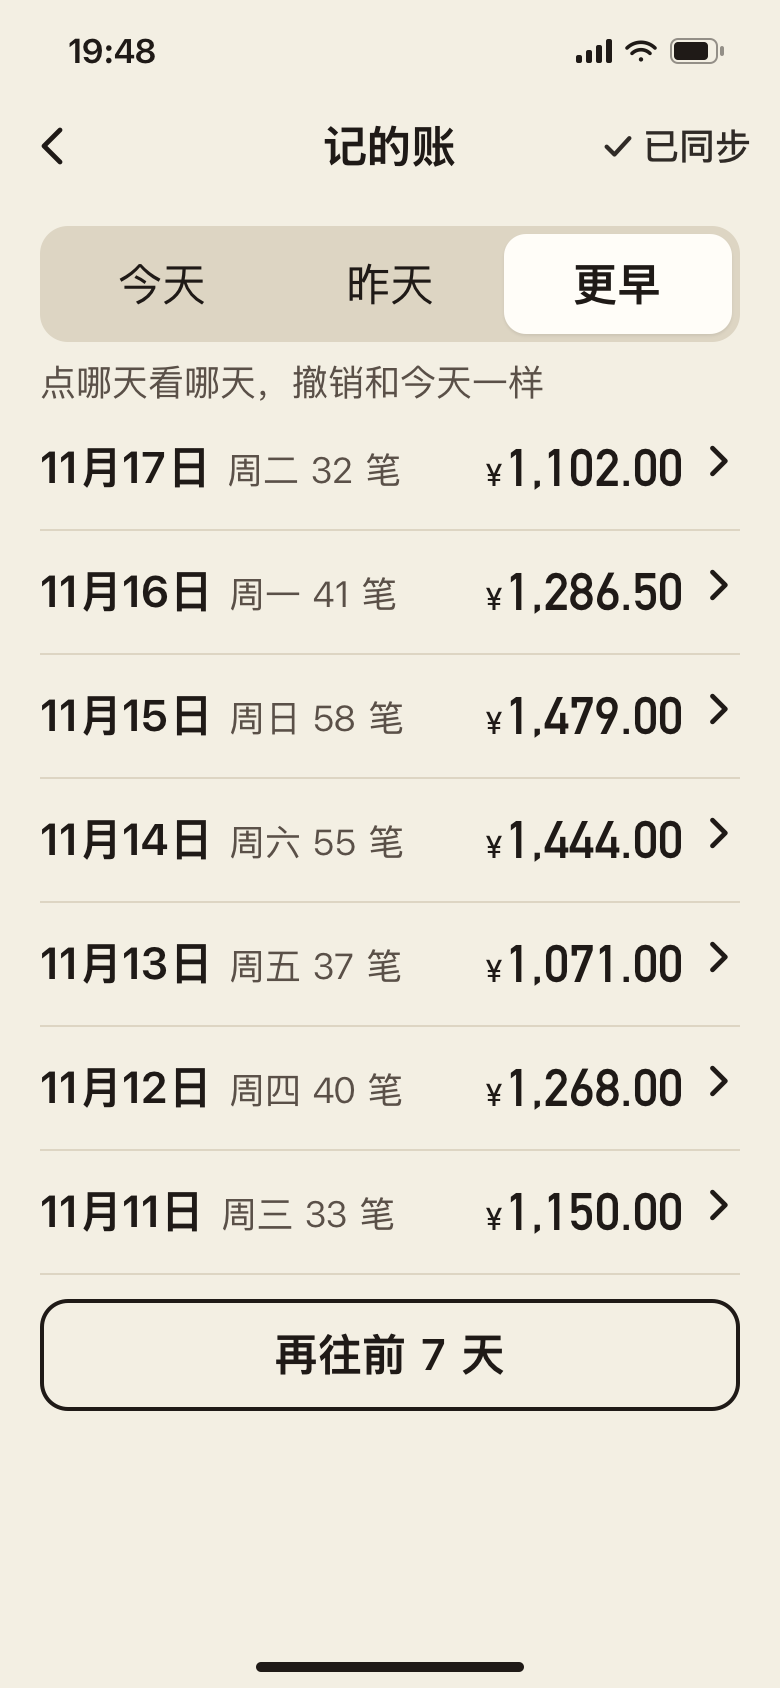 19:48
记的账
已同步
今天 昨天 更早
点哪天看哪天，撤销和今天一样
11月17日 周二 32 笔 ¥1,102.00
11月16日 周一 41 笔 ¥1,286.50
11月15日 周日 58 笔 ¥1,479.00
11月14日 周六 55 笔 ¥1,444.00
11月13日 周五 37 笔 ¥1,071.00
11月12日 周四 40 笔 ¥1,268.00
11月11日 周三 33 笔 ¥1,150.00
再往前 7 天